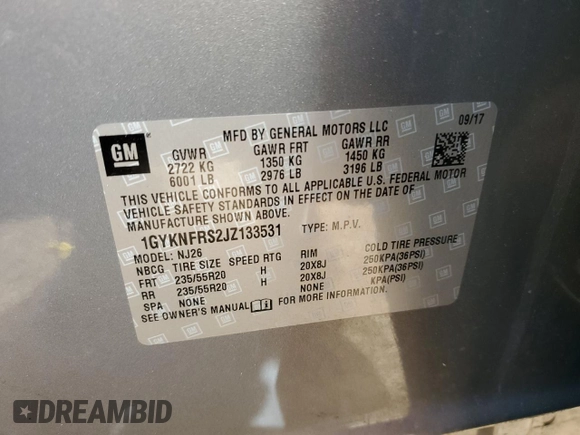 GM
MFD BY GENERAL MOTORS LLC
09/17
GVWR GAWR FRT GAWR RR
2722 KG 1350 KG 1450 KG
6001 LB 2976 LB 3196 LB
THIS VEHICLE CONFORMS TO ALL APPLICABLE U.S. FEDERAL MOTOR
VEHICLE SAFETY STANDARDS IN EFFECT ON THE DATE OF
MANUFACTURE SHOWN ABOVE.
1GYKNFRS2JZ133531 TYPE: M.P.V.
MODEL: NJ26
NBCG TIRE SIZE SPEED RTG RIM COLD TIRE PRESSURE
FRT 235/55R20 H 20X8J 250KPA(36PSI)
RR 235/55R20 H 20X8J 250KPA(36PSI)
SPA NONE NONE KPA(PSI)
SEE OWNER'S MANUAL FOR MORE INFORMATION.
DREAMBID